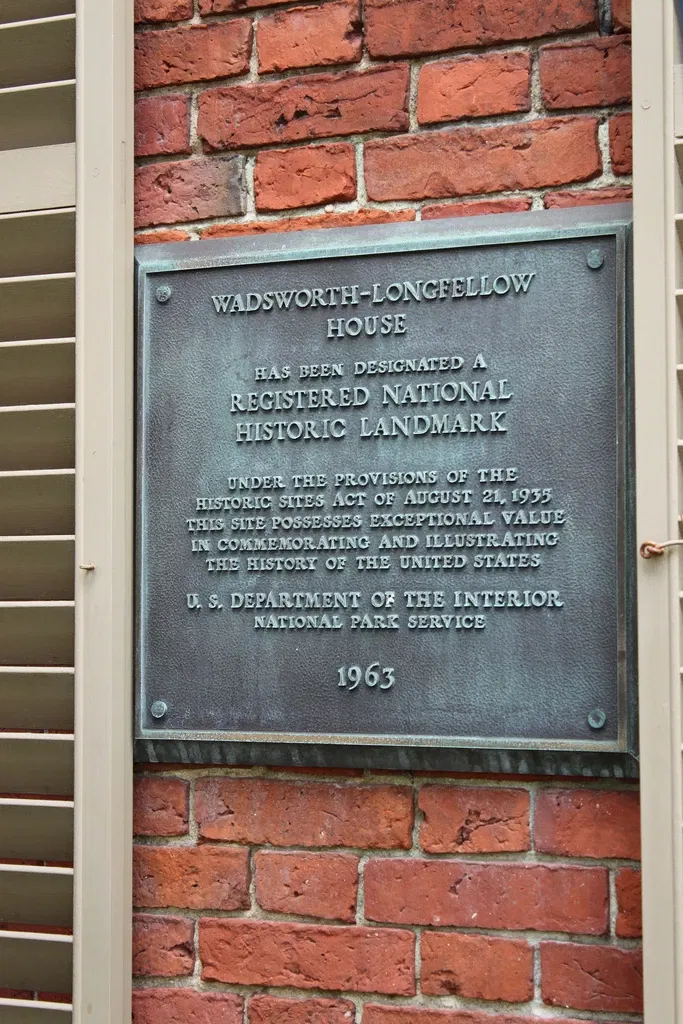 WADSWORTH-LONGFELLOW
HOUSE
HAS BEEN DESIGNATED A
REGISTERED NATIONAL
HISTORIC LANDMARK
UNDER THE PROVISIONS OF THE
HISTORIC SITES ACT OF AUGUST 21, 1935
THIS SITE POSSESSES EXCEPTIONAL VALUE
IN COMMEMORATING AND ILLUSTRATING
THE HISTORY OF THE UNITED STATES
U. S. DEPARTMENT OF THE INTERIOR
NATIONAL PARK SERVICE
1963